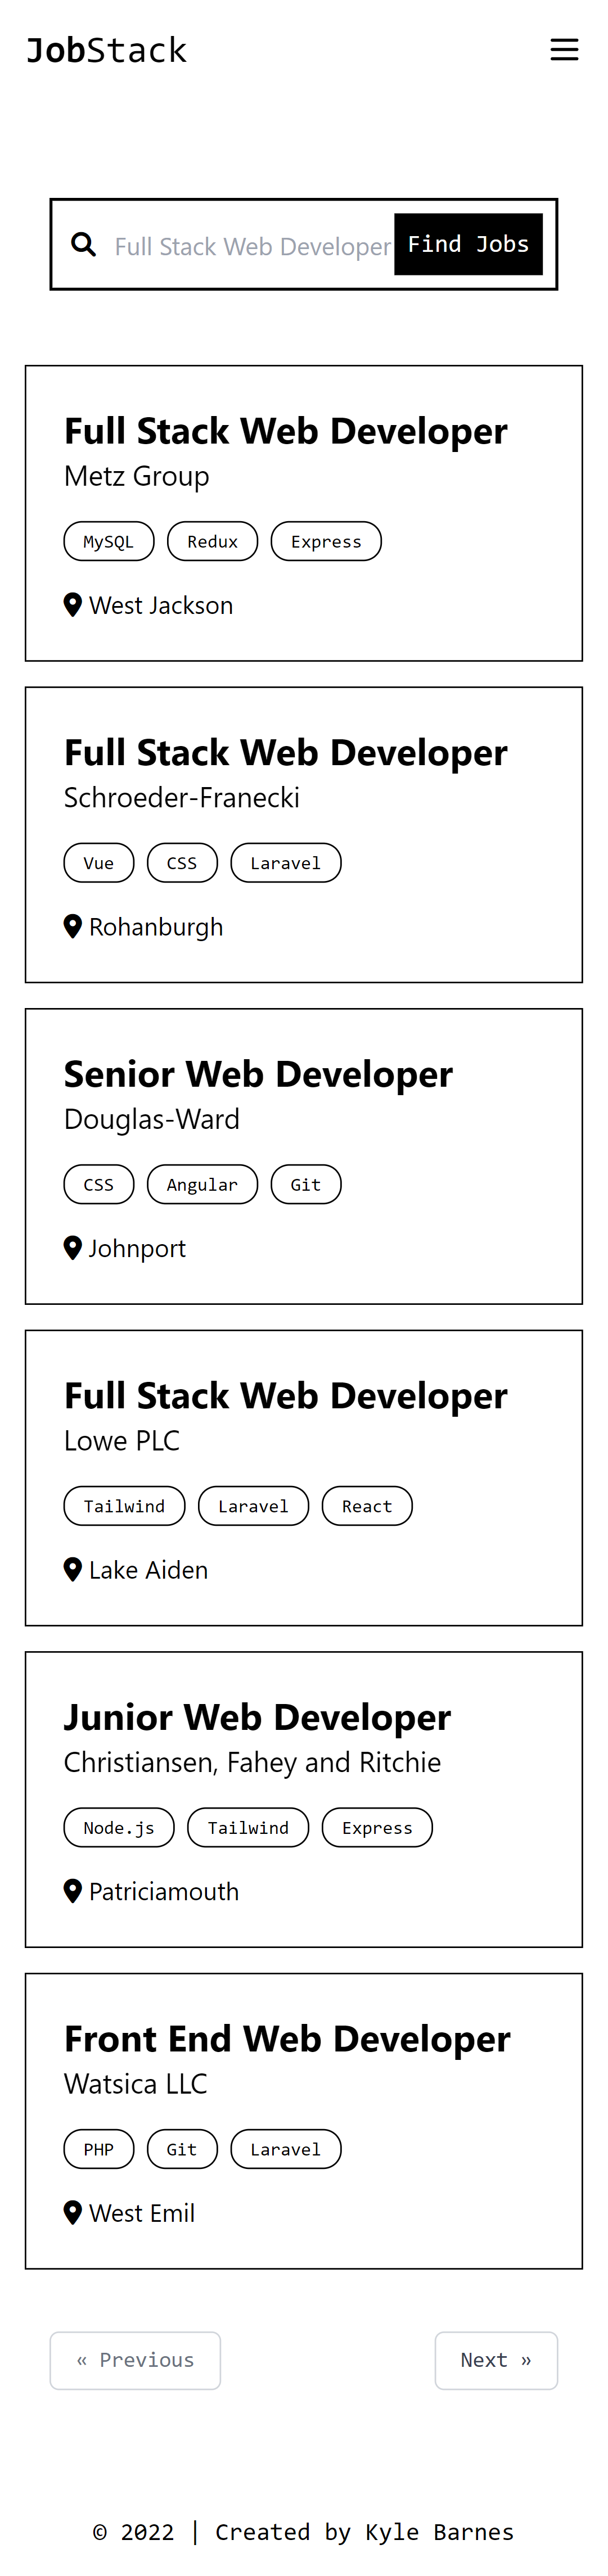 JobStack
Full Stack Web Developer Find Jobs
Full Stack Web Developer
Metz Group
MySQL Redux Express
West Jackson
Full Stack Web Developer
Schroeder-Franecki
Vue CSS Laravel
Rohanburgh
Senior Web Developer
Douglas-Ward
CSS Angular Git
Johnport
Full Stack Web Developer
Lowe PLC
Tailwind Laravel React
Lake Aiden
Junior Web Developer
Christiansen, Fahey and Ritchie
Node.js Tailwind Express
Patriciamouth
Front End Web Developer
Watsica LLC
PHP Git Laravel
West Emil
« Previous Next »
© 2022 | Created by Kyle Barnes